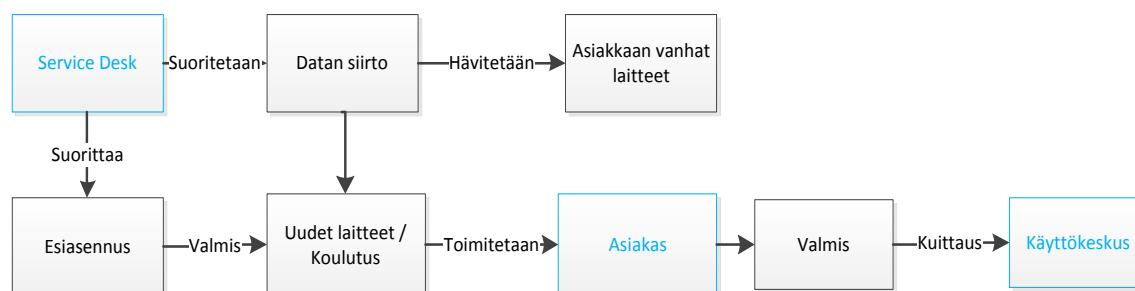 Service Desk
Suoritetaan
Datan siirto
Hävitetään
Asiakkaan vanhat
laitteet
Suorittaa
Esiasennus
Valmis
Uudet laitteet /
Koulutus
Toimitetaan
Asiakas
Valmis
Kuittaus
Käyttökeskus